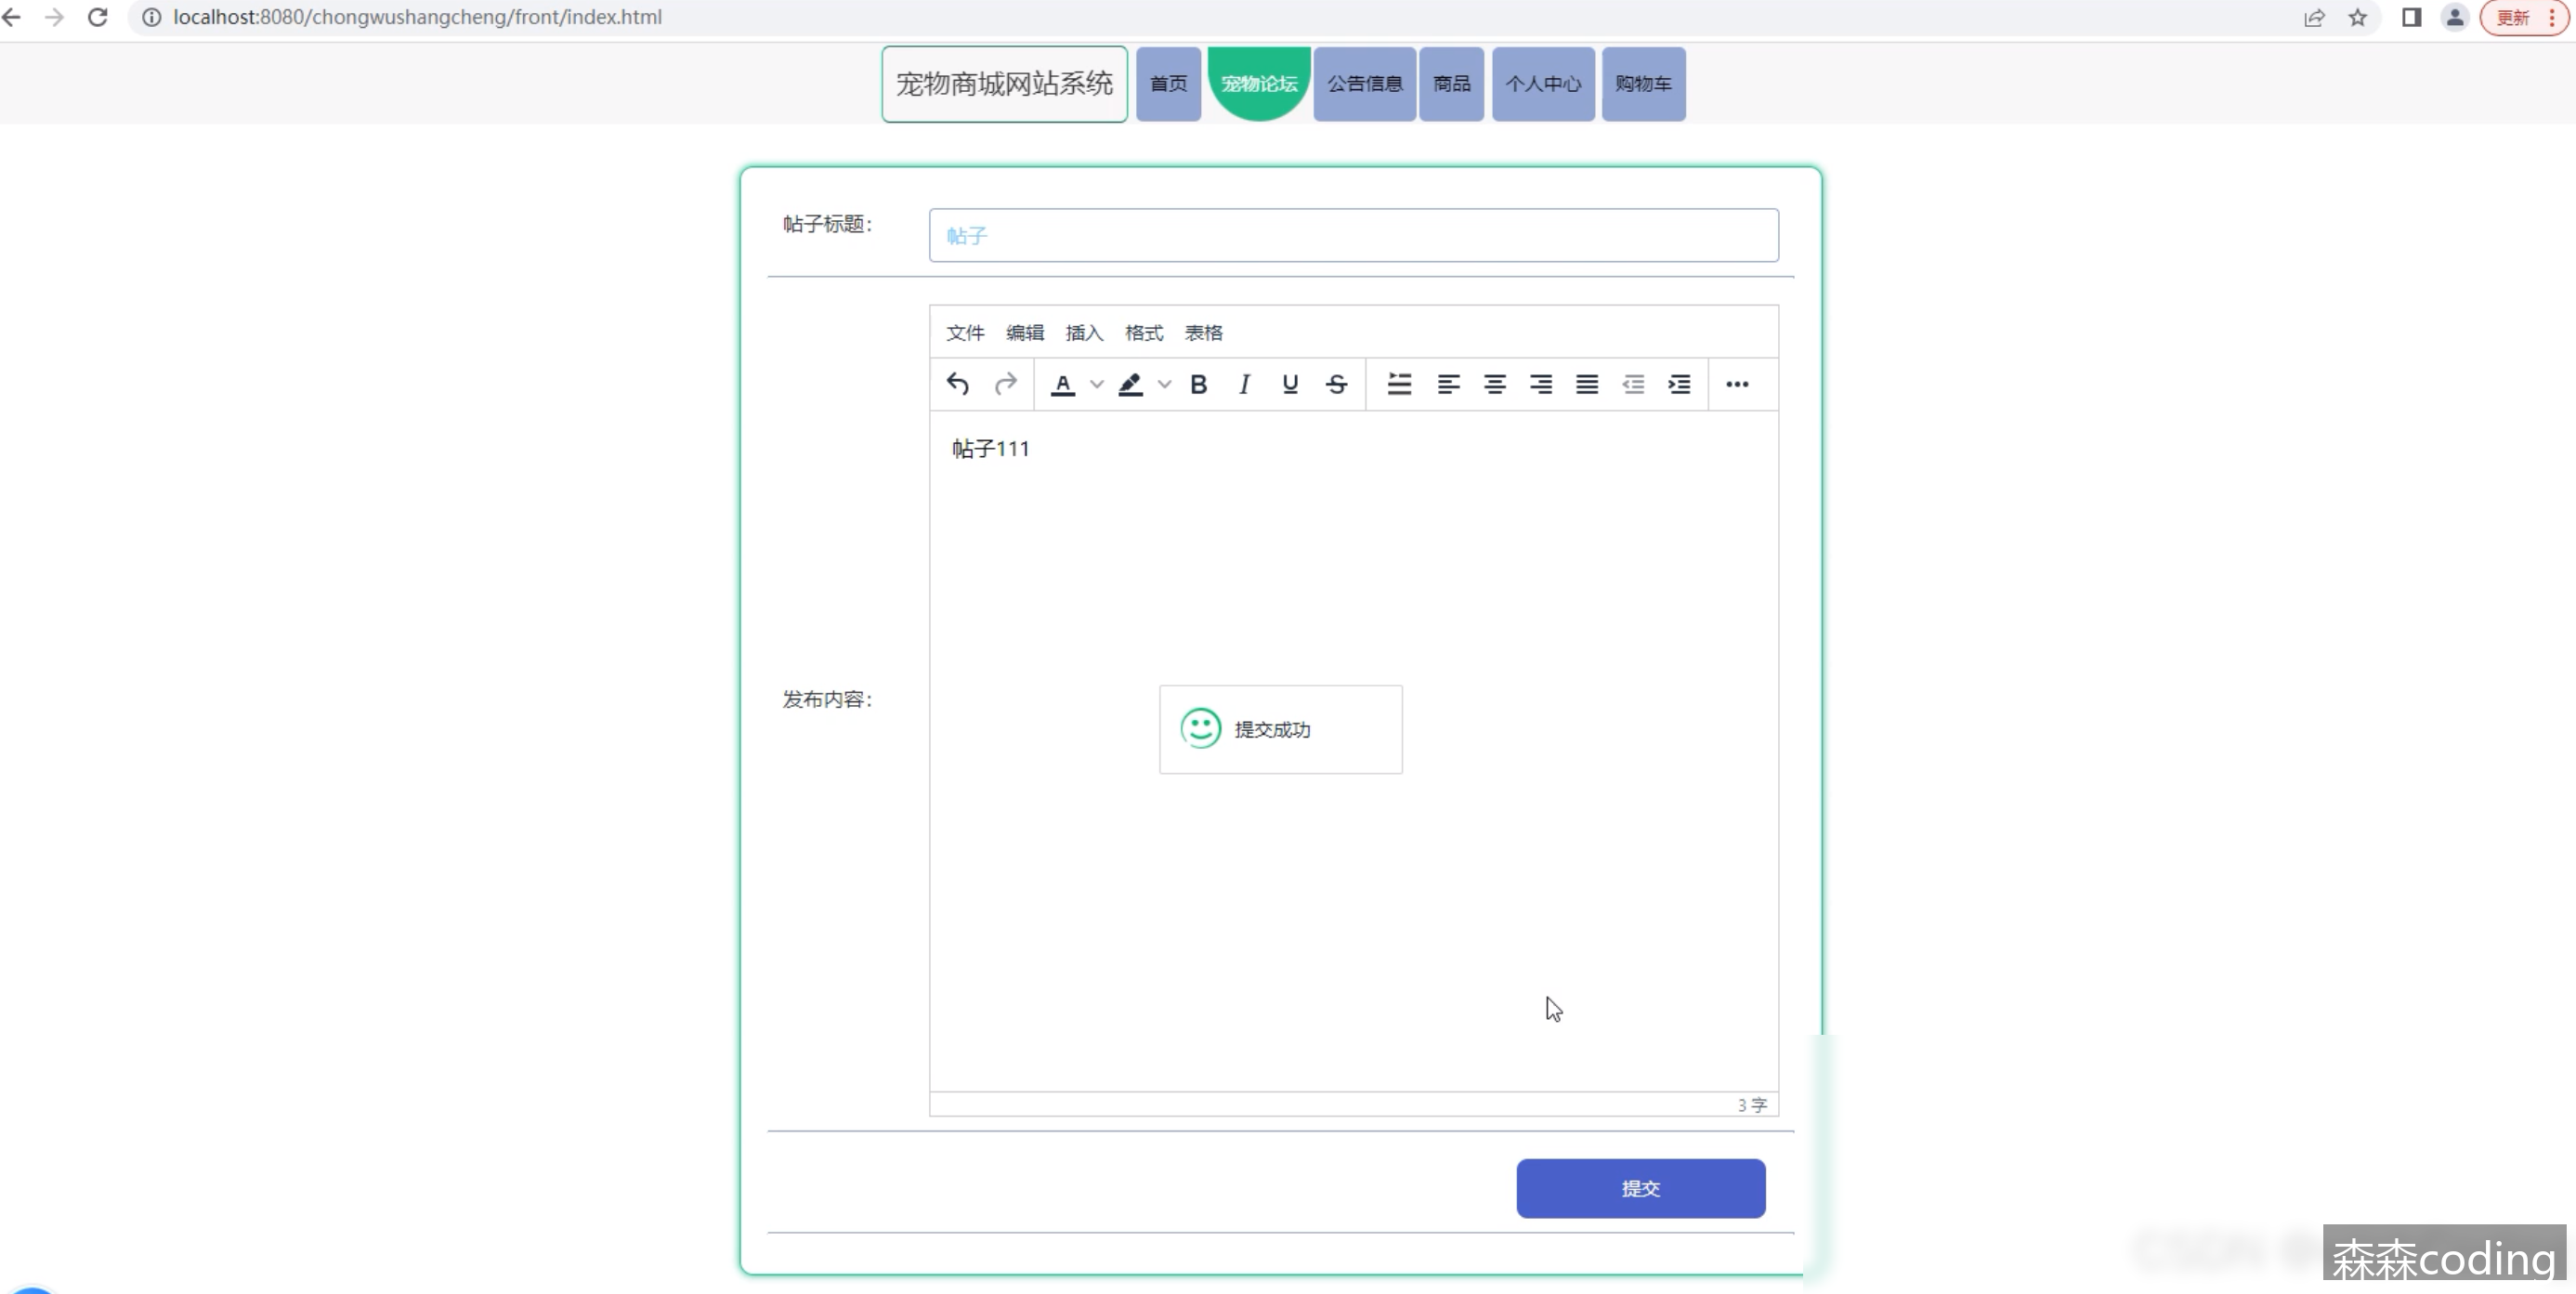 localhost:8080/chongwushangcheng/front/index.html
更新
宠物商城网站系统
首页
宠物论坛
公告信息
商品
个人中心
购物车
帖子标题：
帖子
文件 编辑 插入 格式 表格
帖子111
发布内容：
提交成功
3 字
提交
CSDN
森森coding